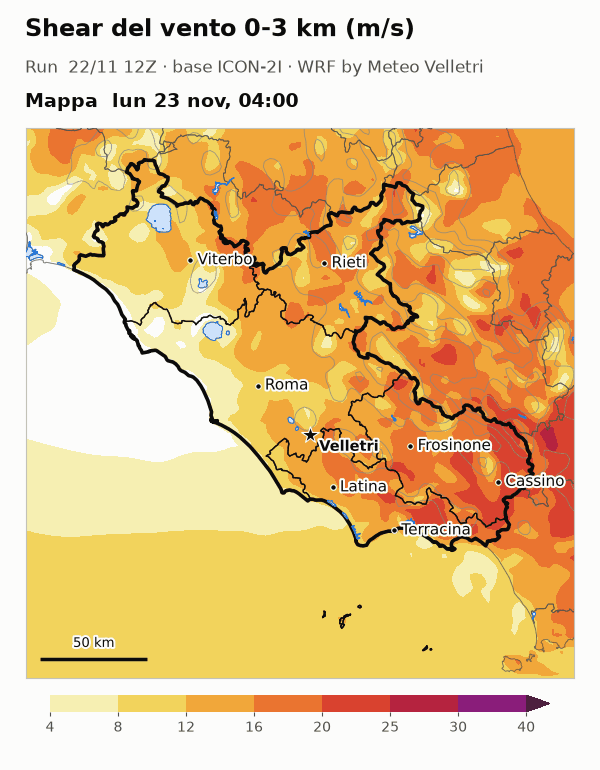 Shear del vento 0-3 km (m/s)
Run  22/11 12Z · base ICON-2I · WRF by Meteo Velletri
Mappa  lun 23 nov, 04:00
Viterbo
Rieti
Roma
Velletri
Frosinone
Cassino
Latina
Terracina
50 km
4 8 12 16 20 25 30 40